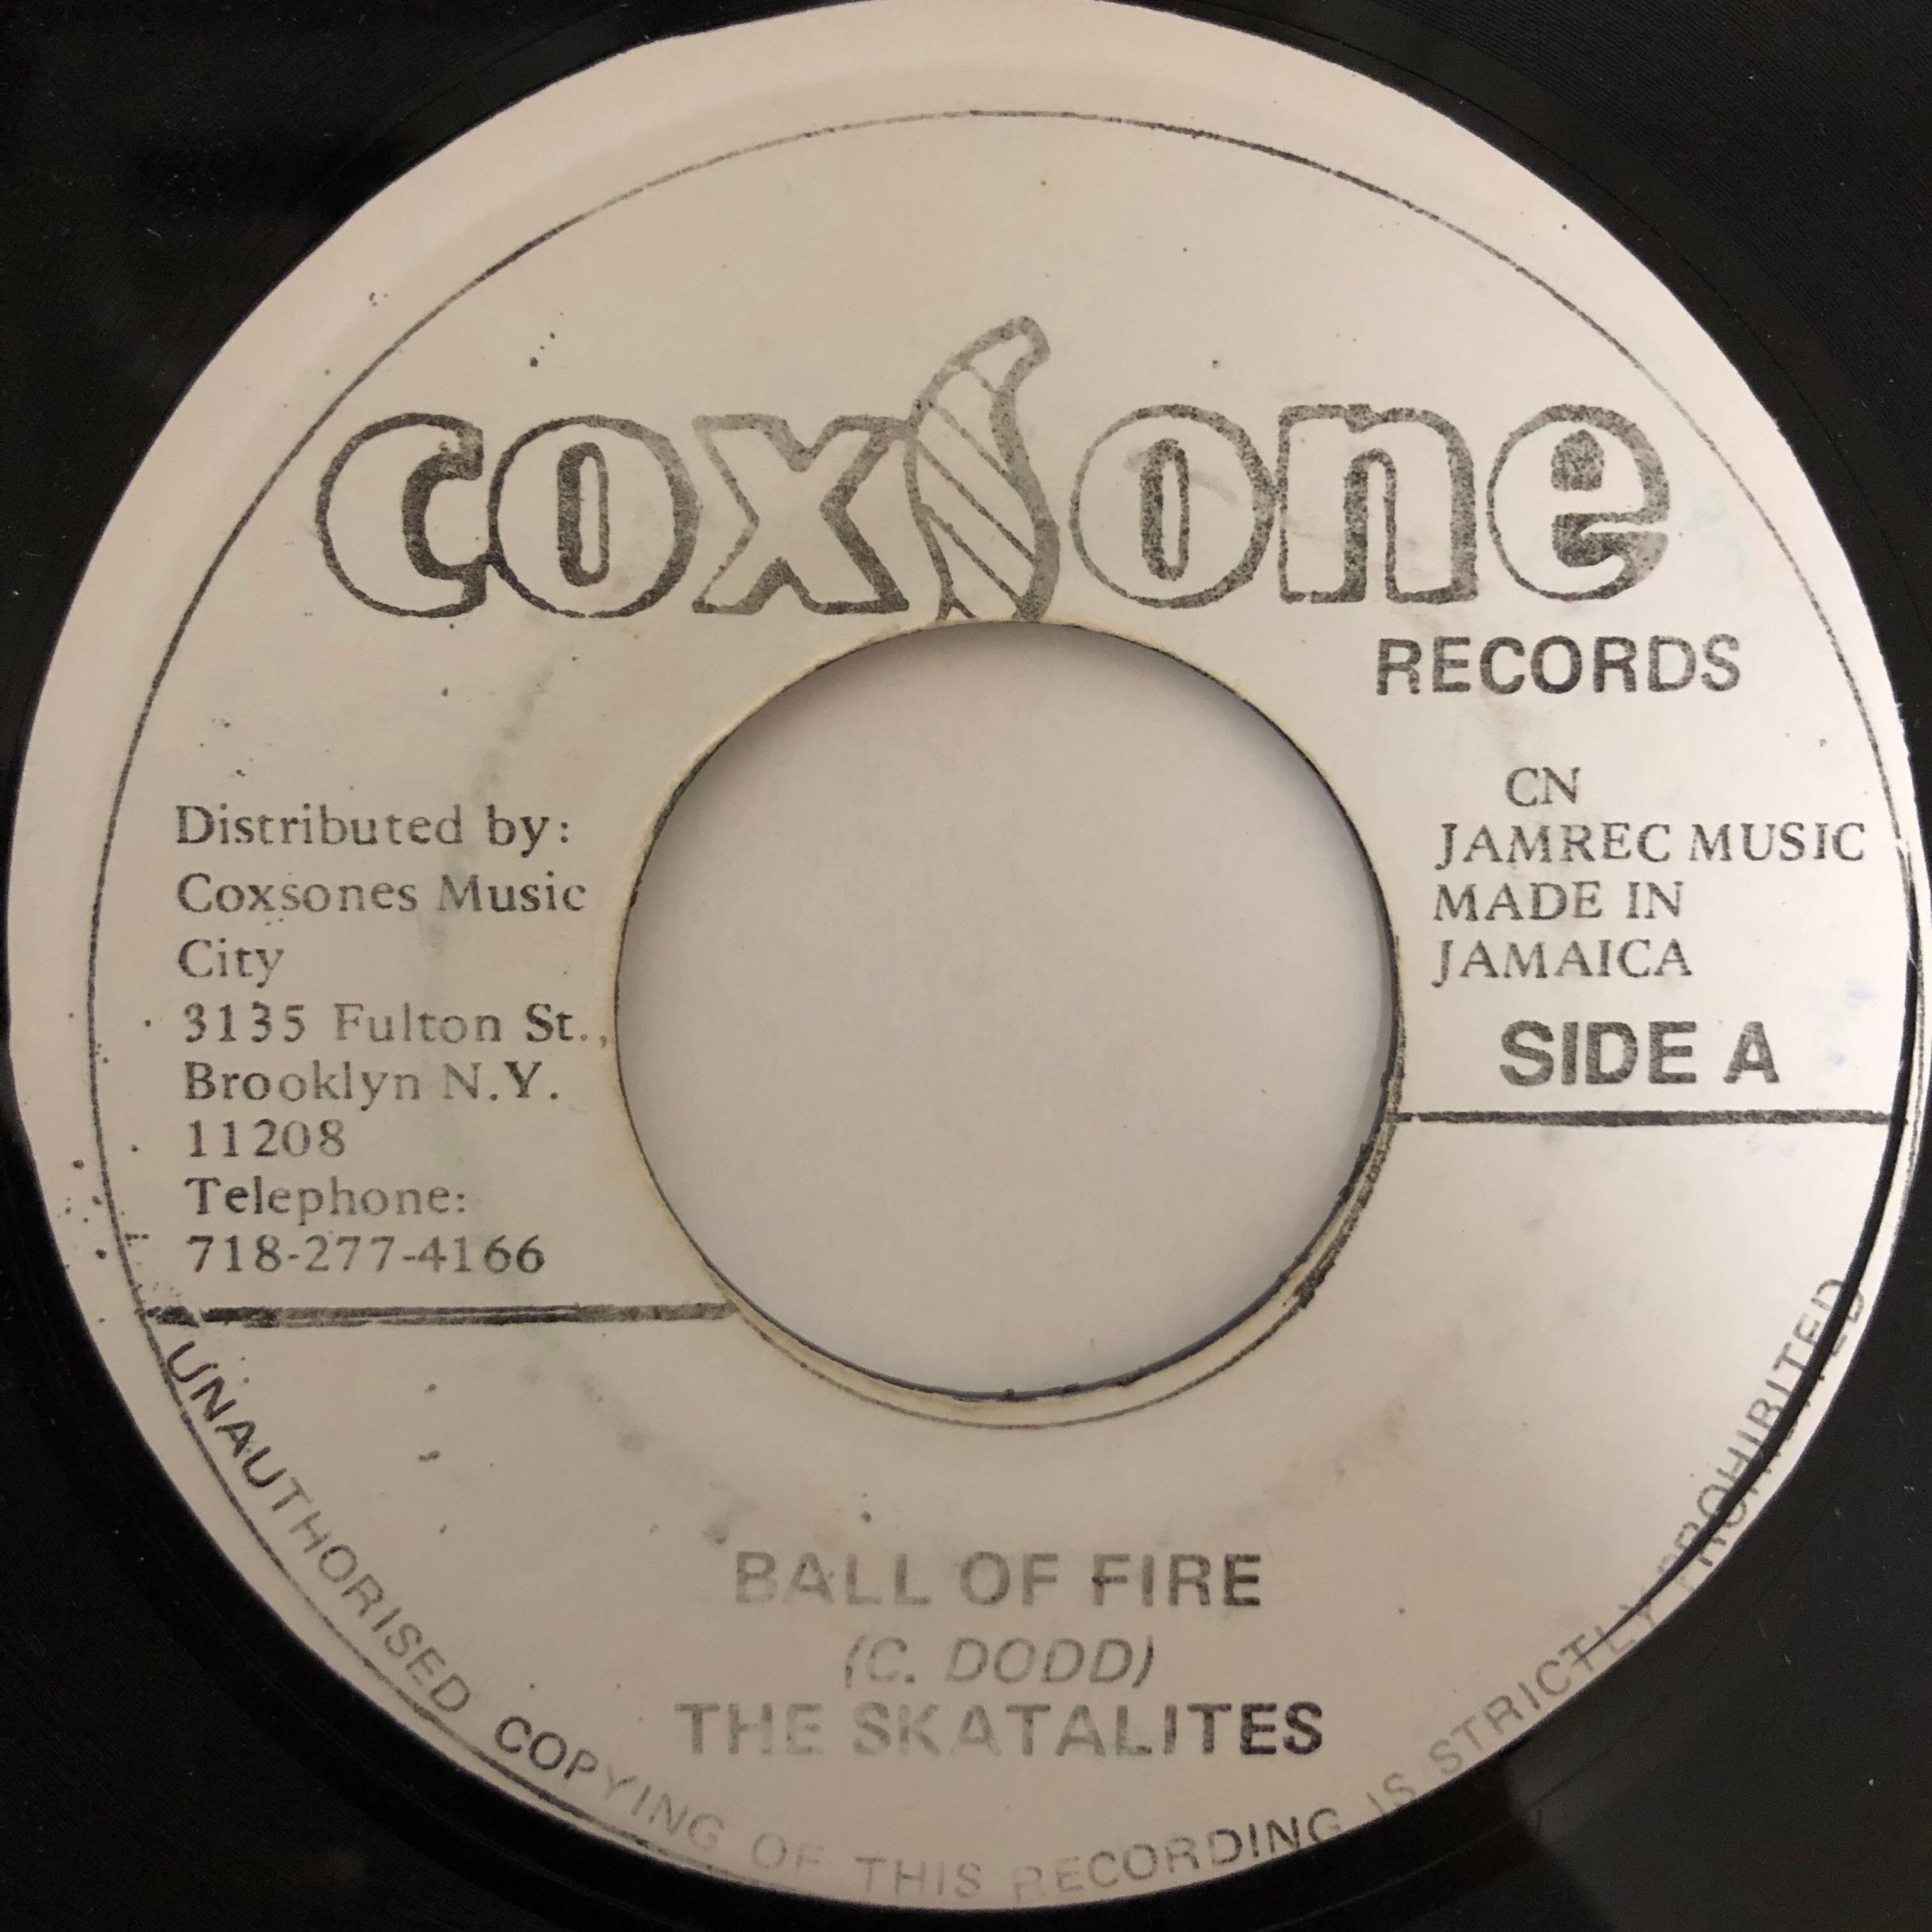 coxsone
RECORDS
Distributed by:
Coxsones Music
City
3135 Fulton St.,
Brooklyn N.Y.
11208
Telephone:
718-277-4166
CN
JAMREC MUSIC
MADE IN
JAMAICA
SIDE A
BALL OF FIRE
(C. DODD)
THE SKATALITES
UNAUTHORISED COPYING OF THIS RECORDING IS STRICTLY PROHIBITED